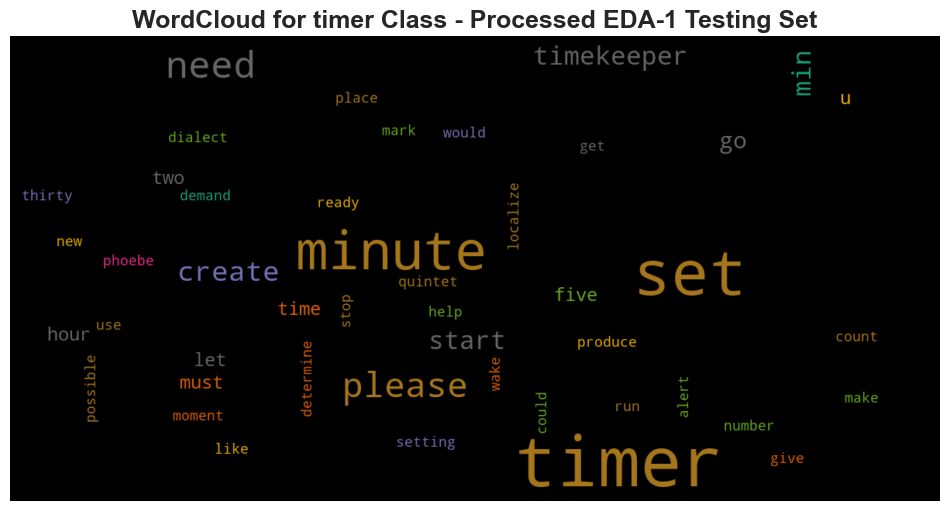 WordCloud for timer Class - Processed EDA-1 Testing Set
need
timekeeper
min
place
u
dialect
mark
would
get
go
two
thirty
demand
ready
localize
new
phoebe
create
minute
quintet
set
five
time
stop
help
use
hour
start
produce
count
let
must
possible
determine
please
wake
could
run
alert
make
moment
number
like
setting
timer
give